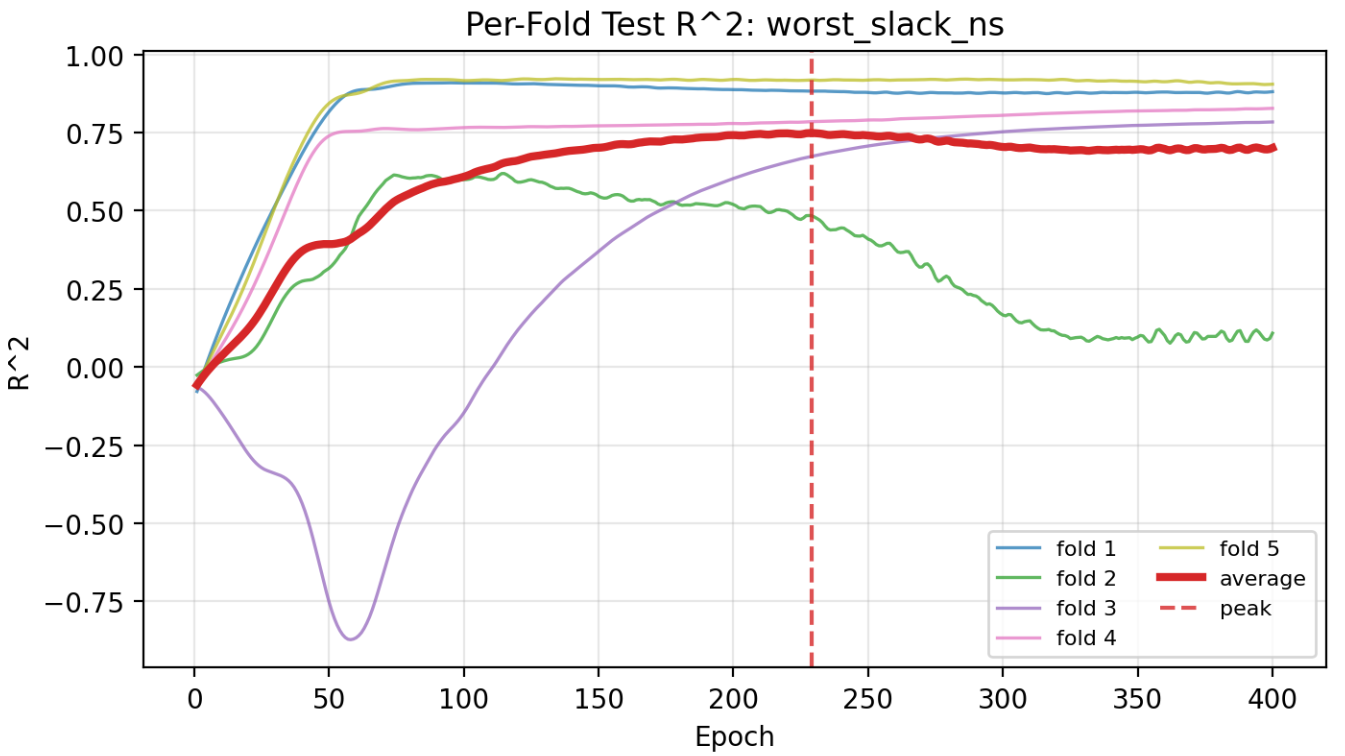 Per-Fold Test R^2: worst_slack_ns
1.00
0.75
0.50
0.25
0.00
−0.25
−0.50
−0.75
R^2
0 50 100 150 200 250 300 350 400
Epoch
fold 1
fold 2
fold 3
fold 4
fold 5
average
peak